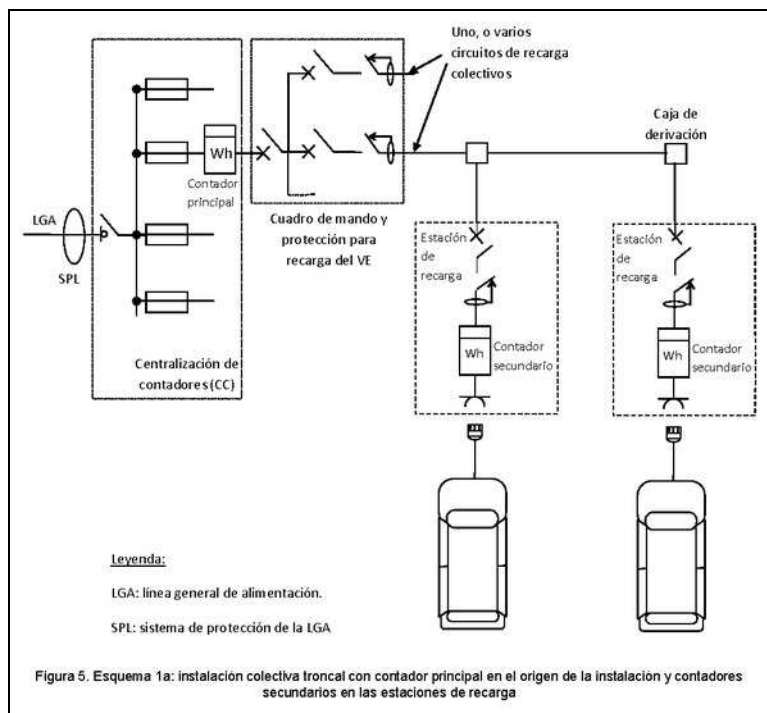 Uno, o varios
circuitos de recarga
colectivos
Caja de
derivación
Wh
Contador
principal
LGA
SPL
Cuadro de mando y
protección para
recarga del VE
Centralización de
contadores (CC)
Estación
de
recarga
Wh
Contador
secundario
Estación
de
recarga
Wh
Contador
secundario
Leyenda:
LGA: línea general de alimentación.
SPL: sistema de protección de la LGA
Figura 5. Esquema 1a: instalación colectiva troncal con contador principal en el origen de la instalación y contadores
secundarios en las estaciones de recarga